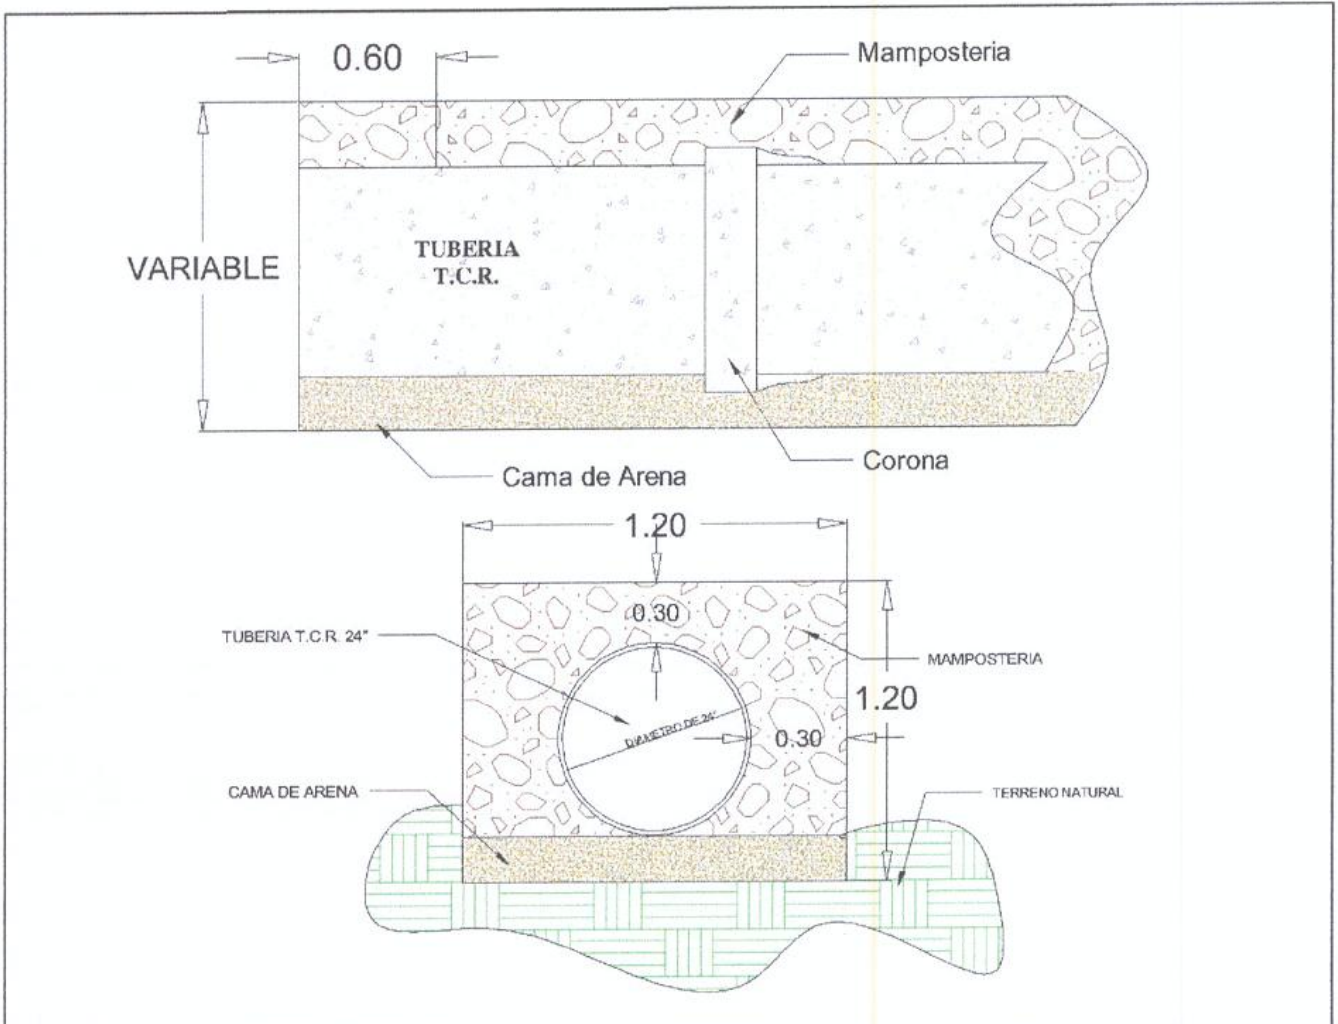 0.60
Mamposteria
TUBERIA
T.C.R.
VARIABLE
Corona
Cama de Arena
1.20
0.30
TUBERIA T.C.R. 24"
MAMPOSTERIA
1.20
DIAMETRO DE 24"
0.30
CAMA DE ARENA
TERRENO NATURAL